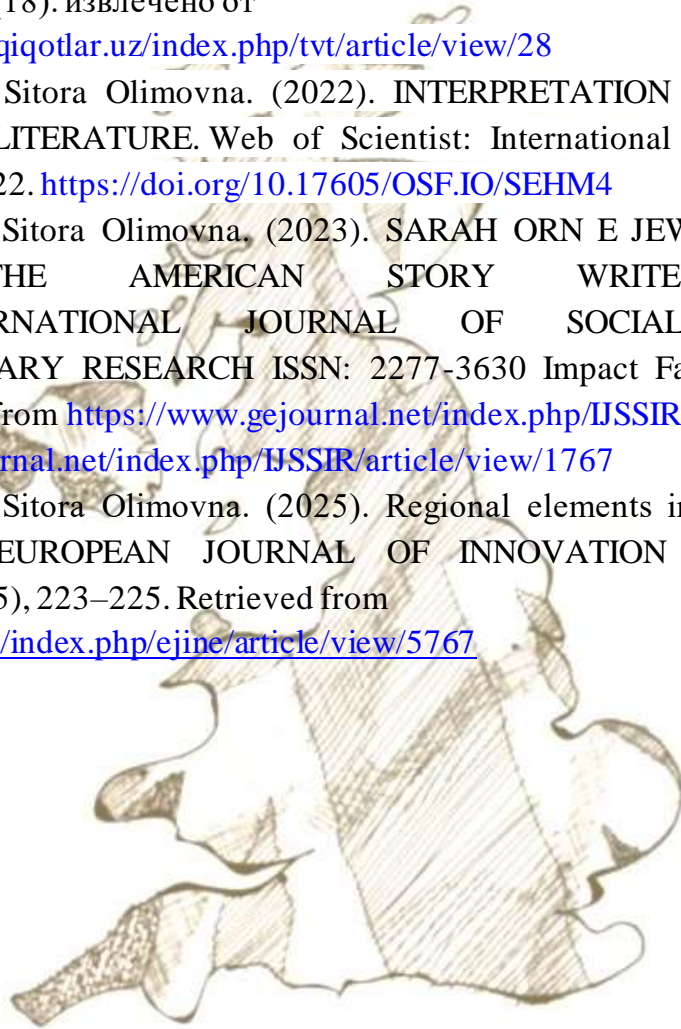 (18). извлечено от
qiqotlar.uz/index.php/tvt/article/view/28
Sitora Olimovna. (2022). INTERPRETATION
LITERATURE. Web of Scientist: International
22. https://doi.org/10.17605/OSF.IO/SEHM4
Sitora Olimovna. (2023). SARAH ORN E JEW
THE AMERICAN STORY WRITE
RNATIONAL JOURNAL OF SOCIAL
ARY RESEARCH ISSN: 2277-3630 Impact Fa
from https://www.gejournal.net/index.php/IJSSIR
rnal.net/index.php/IJSSIR/article/view/1767
Sitora Olimovna. (2025). Regional elements in
EUROPEAN JOURNAL OF INNOVATION
5), 223–225. Retrieved from
/index.php/ejine/article/view/5767